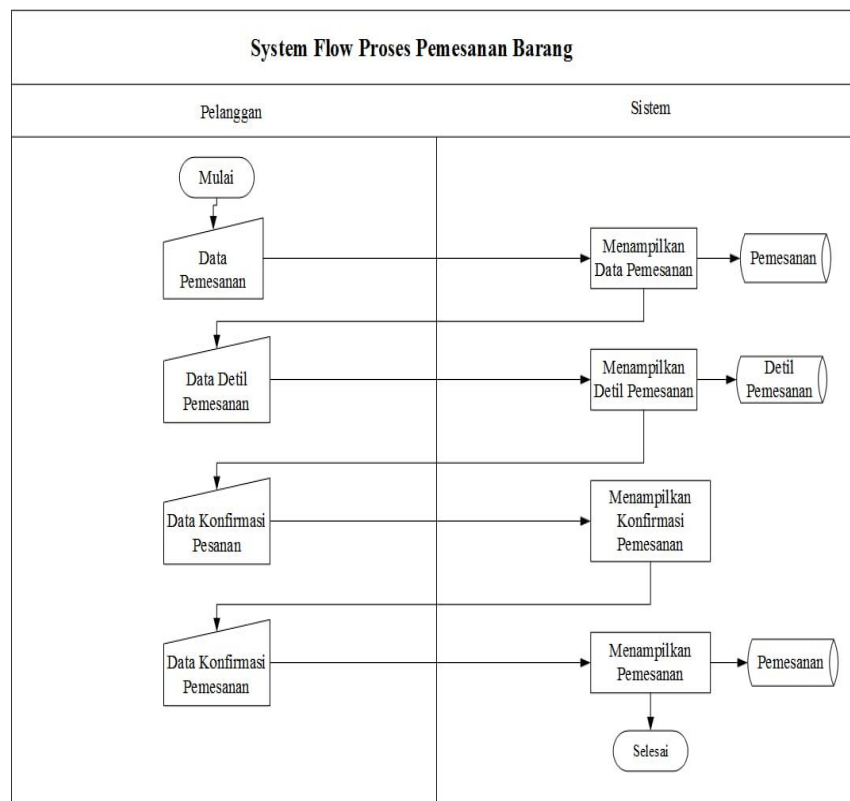 System Flow Proses Pemesanan Barang
Pelanggan
Sistem
Mulai
Data
Pemesanan
Menampilkan
Data Pemesanan
Pemesanan
Data Detil
Pemesanan
Menampilkan
Detil Pemesanan
Detil
Pemesanan
Data Konfirmasi
Pesanan
Menampilkan
Konfirmasi
Pemesanan
Data Konfirmasi
Pemesanan
Menampilkan
Pemesanan
Pemesanan
Selesai